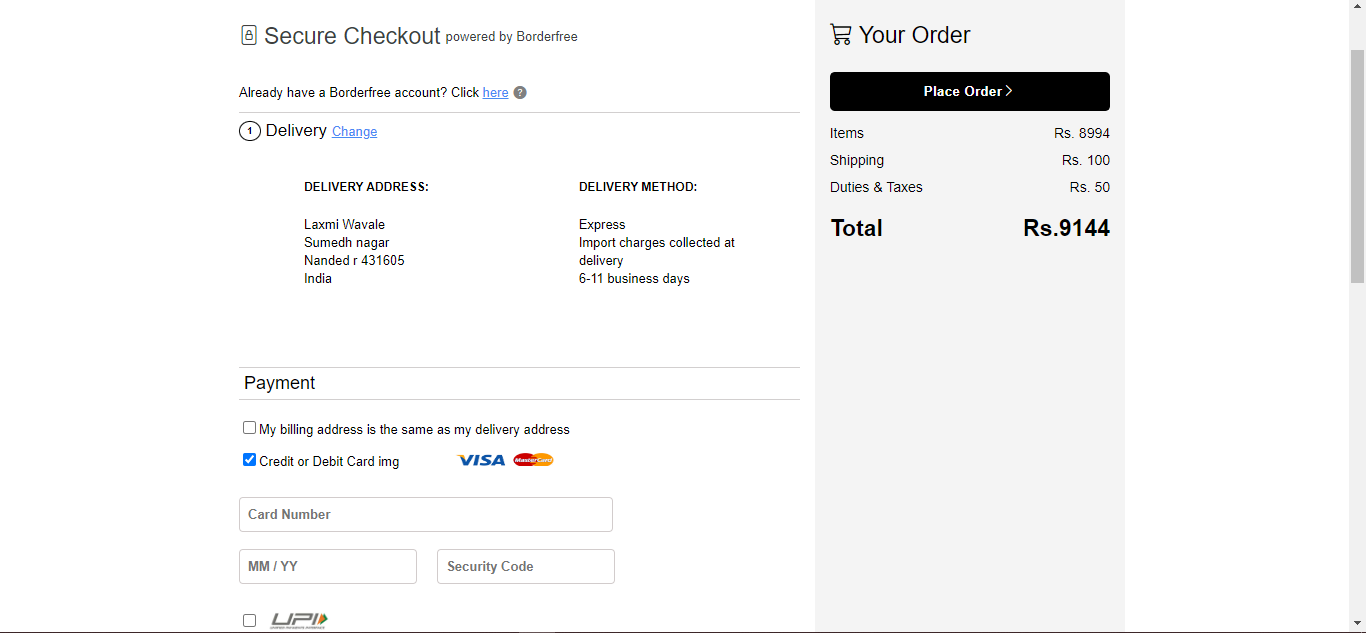 Secure Checkout powered by Borderfree
Already have a Borderfree account? Click here ?
1 Delivery Change
DELIVERY ADDRESS:
Laxmi Wavale
Sumedh nagar
Nanded r 431605
India
DELIVERY METHOD:
Express
Import charges collected at
delivery
6-11 business days
Payment
My billing address is the same as my delivery address
Credit or Debit Card img VISA MasterCard
Card Number
MM / YY Security Code
UPI
Your Order
Place Order
Items Rs. 8994
Shipping Rs. 100
Duties & Taxes Rs. 50
Total Rs.9144